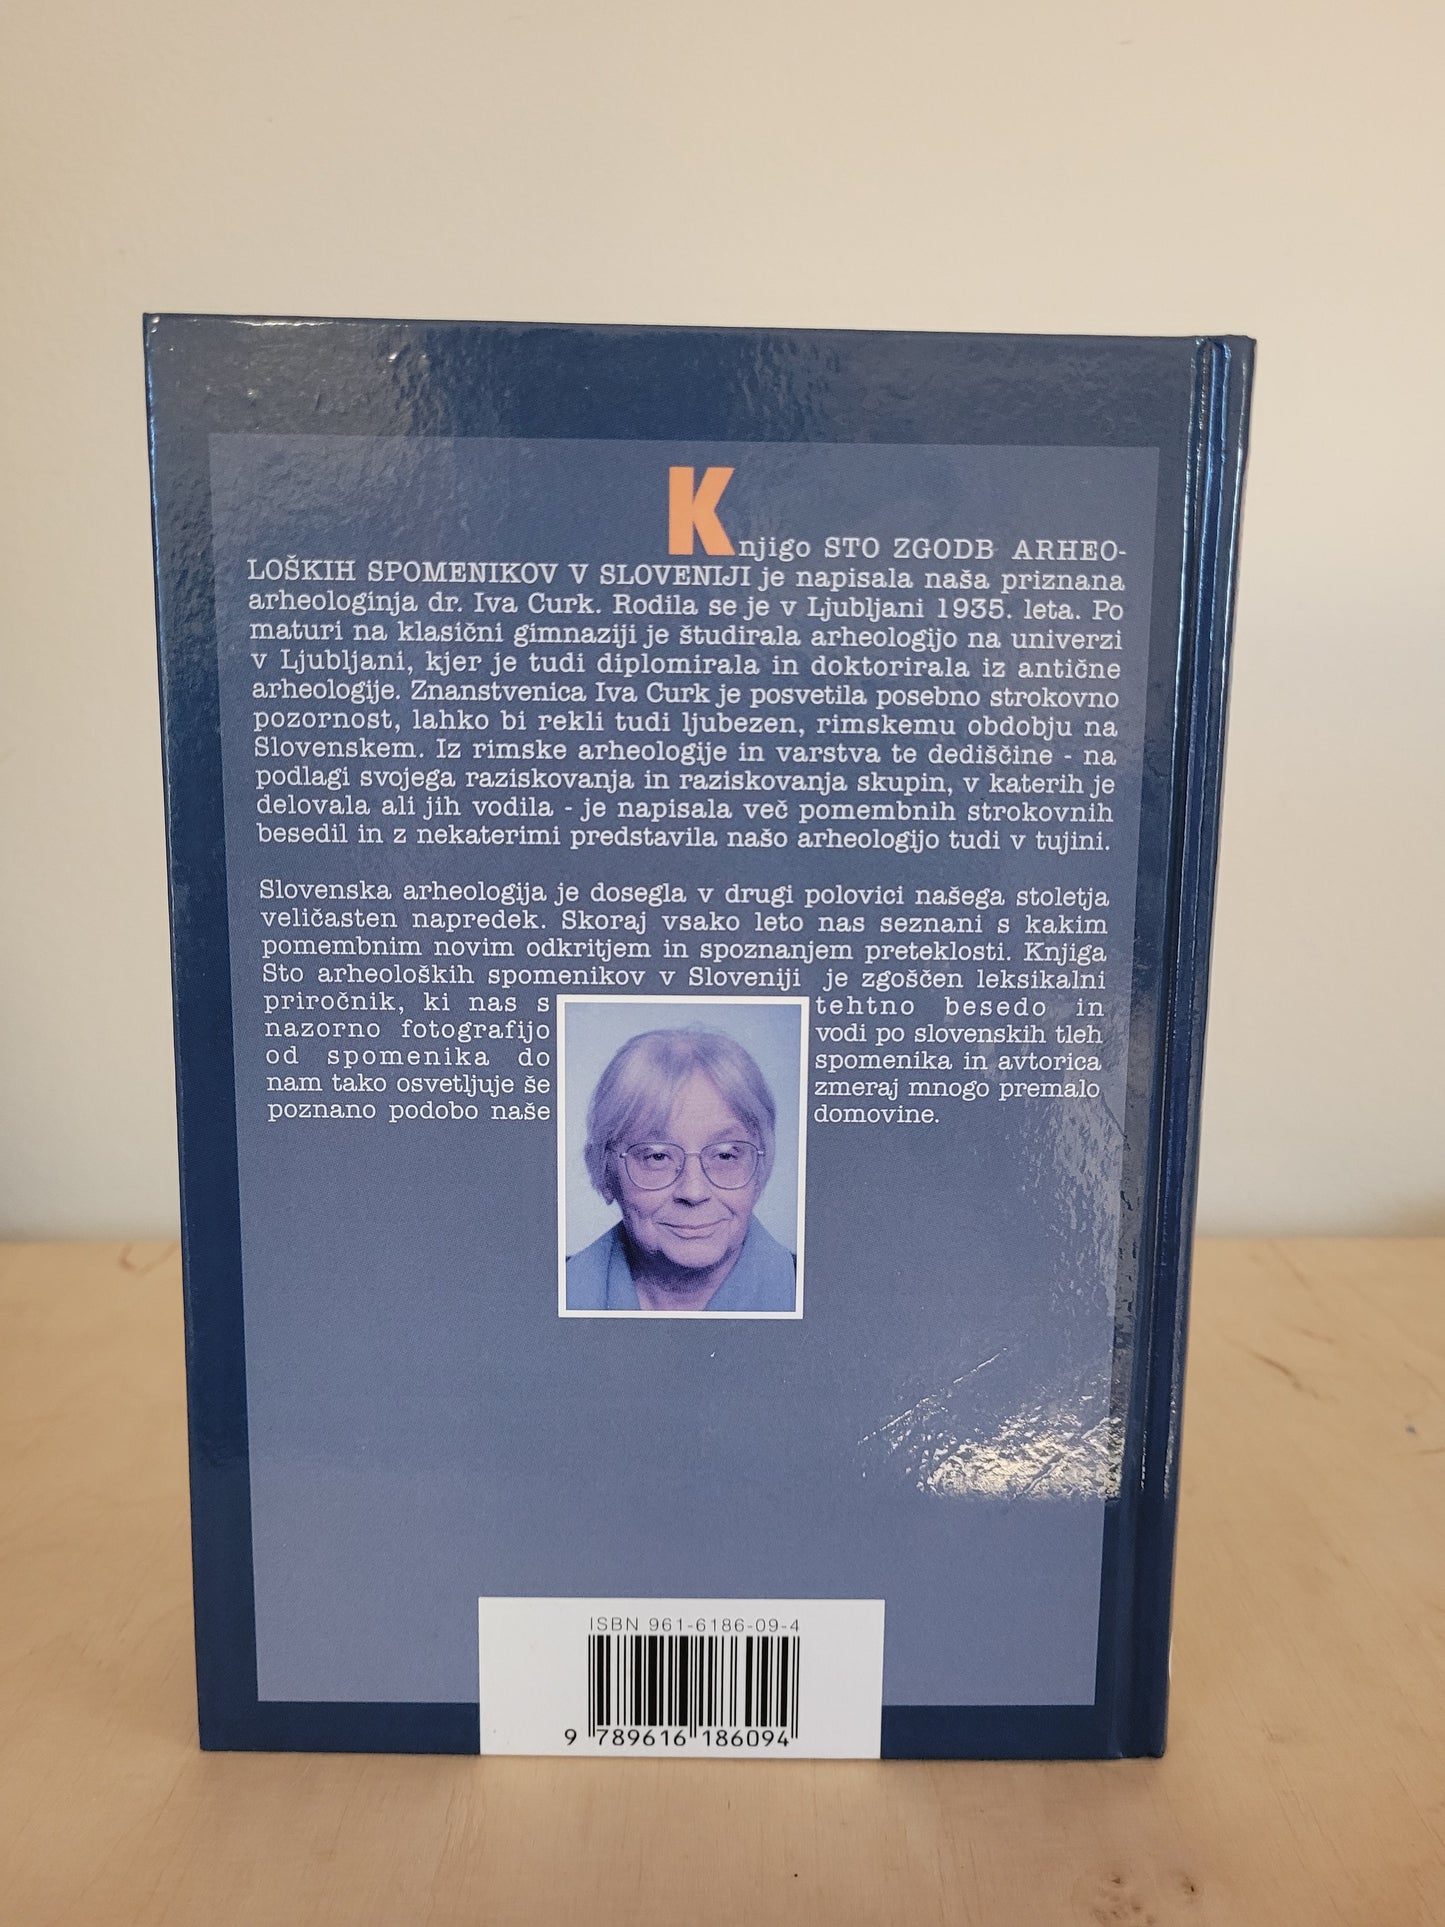 Knjigo STO ZGODB ARHEO-
LOŠKIH SPOMENIKOV V SLOVENIJI je napisala naša priznana
arheologinja dr. Iva Curk. Rodila se je v Ljubljani 1935. leta. Po
maturi na klasični gimnaziji je študirala arheologijo na univerzi
v Ljubljani, kjer je tudi diplomirala in doktorirala iz antične
arheologije. Znanstvenica Iva Curk je posvetila posebno strokovno
pozornost, lahko bi rekli tudi ljubezen, rimskemu obdobju na
Slovenskem. Iz rimske arheologije in varstva te dediščine - na
podlagi svojega raziskovanja in raziskovanja skupin, v katerih je
delovala ali jih vodila - je napisala več pomembnih strokovnih
besedil in z nekaterimi predstavila našo arheologijo tudi v tujini.
Slovenska arheologija je dosegla v drugi polovici našega stoletja
veličasten napredek. Skoraj vsako leto nas seznani s kakim
pomembnim novim odkritjem in spoznanjem preteklosti. Knjiga
Sto arheoloških spomenikov v Sloveniji je zgoščen leksikalni
priročnik, ki nas s tehtno besedo in
nazorno fotografijo vodi po slovenskih tleh
od spomenika do spomenika in avtorica
nam tako osvetljuje še zmeraj mnogo premalo
poznano podobo naše domovine.
ISBN 961-6186-09-4
9 789616 186094